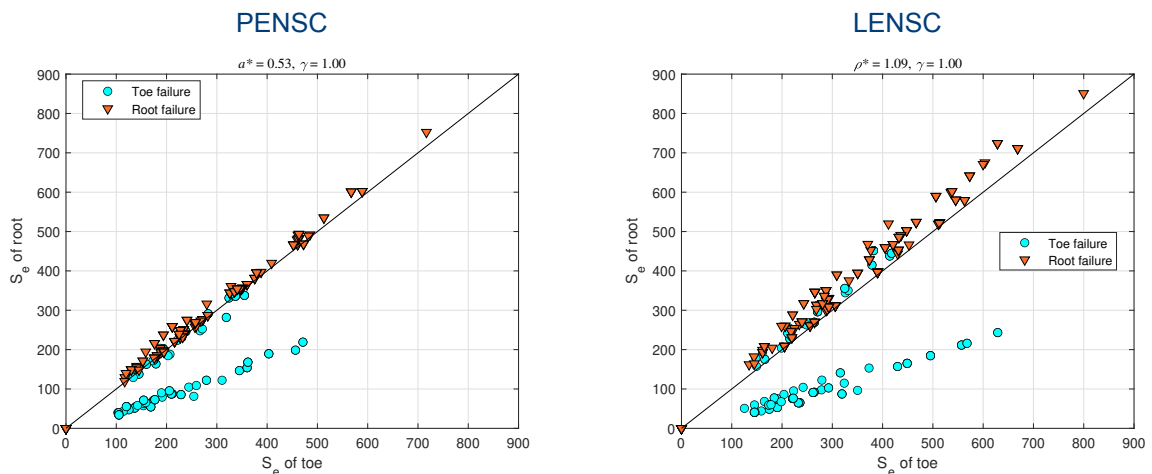 PENSC
a* = 0.53, γ = 1.00
900
800
700
600
500
400
300
200
100
0
Toe failure
Root failure
S_e of root
0 100 200 300 400 500 600 700 800 900
S_e of toe
LENSC
ρ* = 1.09, γ = 1.00
900
800
700
600
500
400
300
200
100
0
Toe failure
Root failure
S_e of root
0 100 200 300 400 500 600 700 800 900
S_e of toe